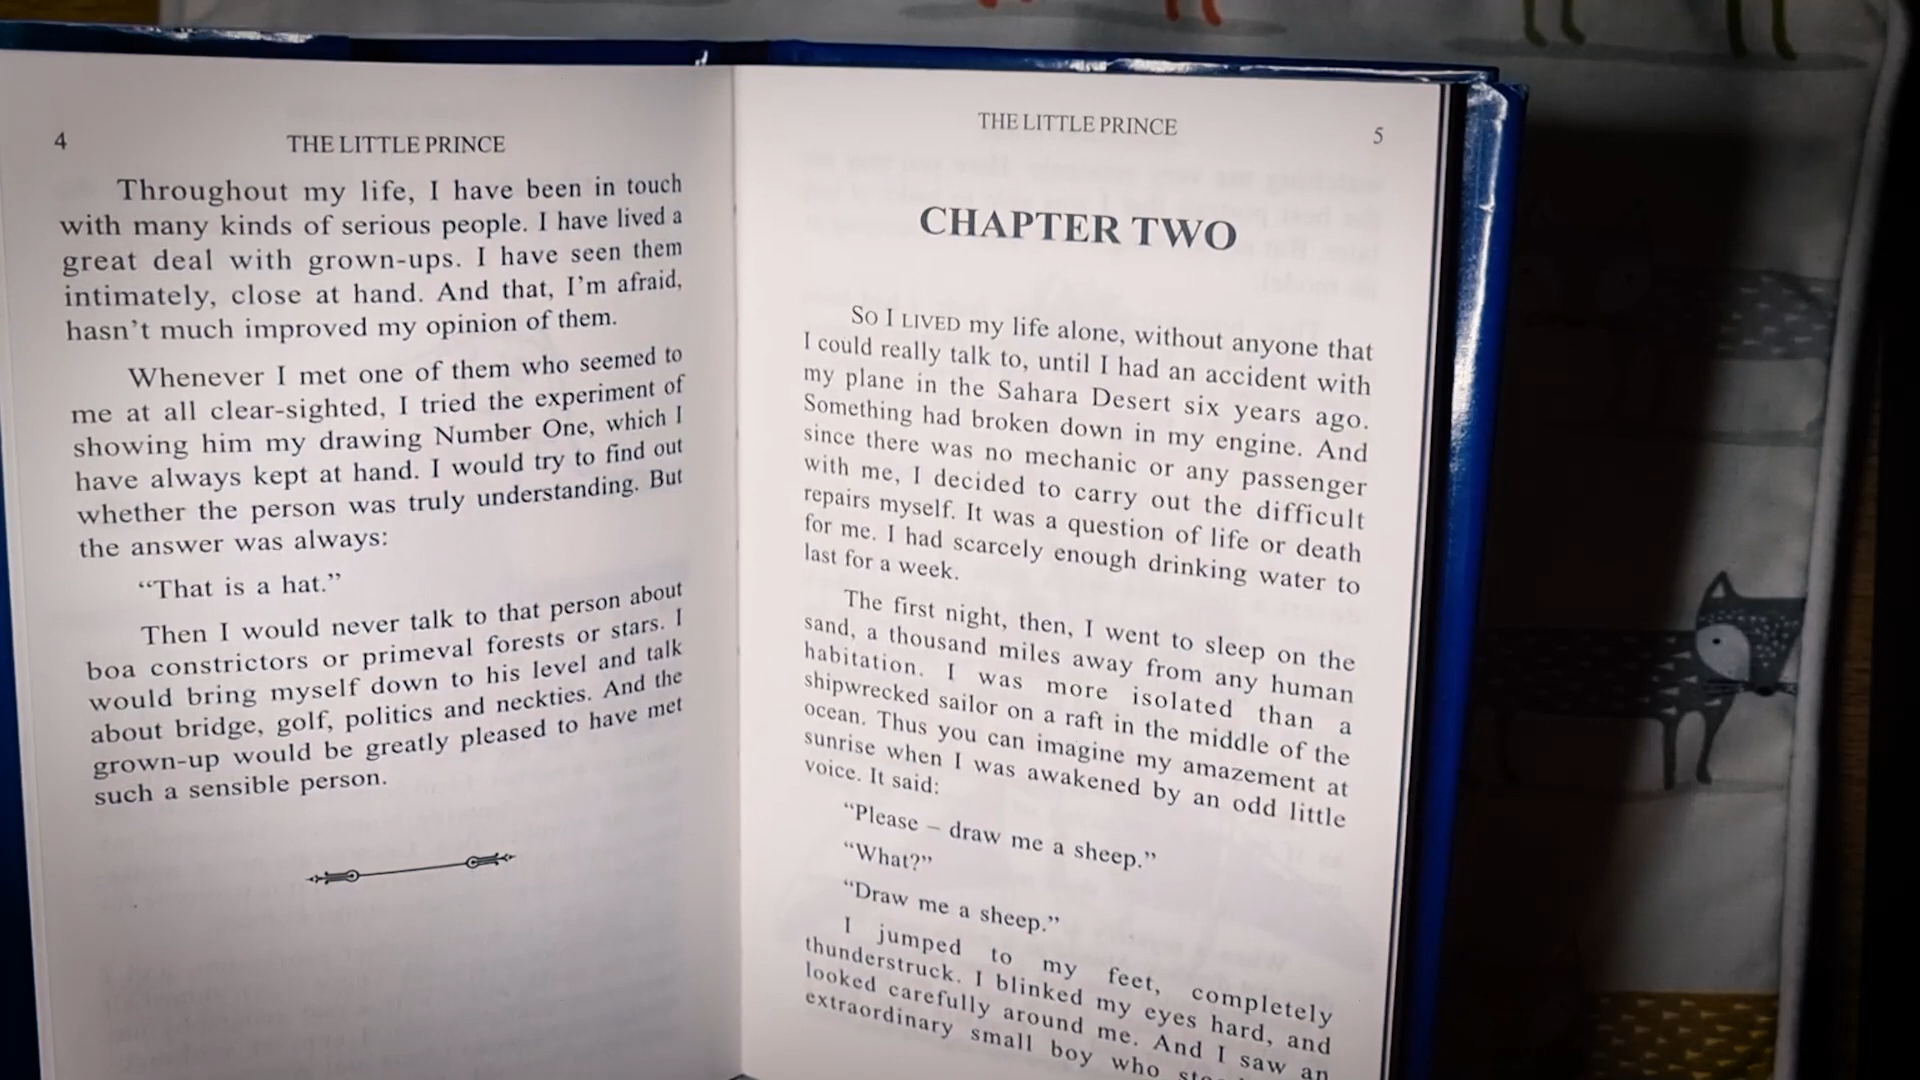 4
THE LITTLE PRINCE
Throughout my life, I have been in touch
with many kinds of serious people. I have lived a
great deal with grown-ups. I have seen them
intimately, close at hand. And that, I'm afraid,
hasn't much improved my opinion of them.
Whenever I met one of them who seemed to
me at all clear-sighted, I tried the experiment of
showing him my drawing Number One, which I
have always kept at hand. I would try to find out
whether the person was truly understanding. But
the answer was always:
“That is a hat.”
Then I would never talk to that person about
boa constrictors or primeval forests or stars. I
would bring myself down to his level and talk
about bridge, golf, politics and neckties. And the
grown-up would be greatly pleased to have met
such a sensible person.
THE LITTLE PRINCE
5
CHAPTER TWO
SO I LIVED my life alone, without anyone that
I could really talk to, until I had an accident with
my plane in the Sahara Desert six years ago.
Something had broken down in my engine. And
since there was no mechanic or any passenger
with me, I decided to carry out the difficult
repairs myself. It was a question of life or death
for me. I had scarcely enough drinking water to
last for a week.
The first night, then, I went to sleep on the
sand, a thousand miles away from any human
habitation. I was more isolated than a
shipwrecked sailor on a raft in the middle of the
ocean. Thus you can imagine my amazement at
sunrise when I was awakened by an odd little
voice. It said:
“Please – draw me a sheep.”
“What?”
“Draw me a sheep.”
I jumped to my feet, completely
thunderstruck. I blinked my eyes hard, and
looked carefully around me. And I saw an
extraordinary small boy who